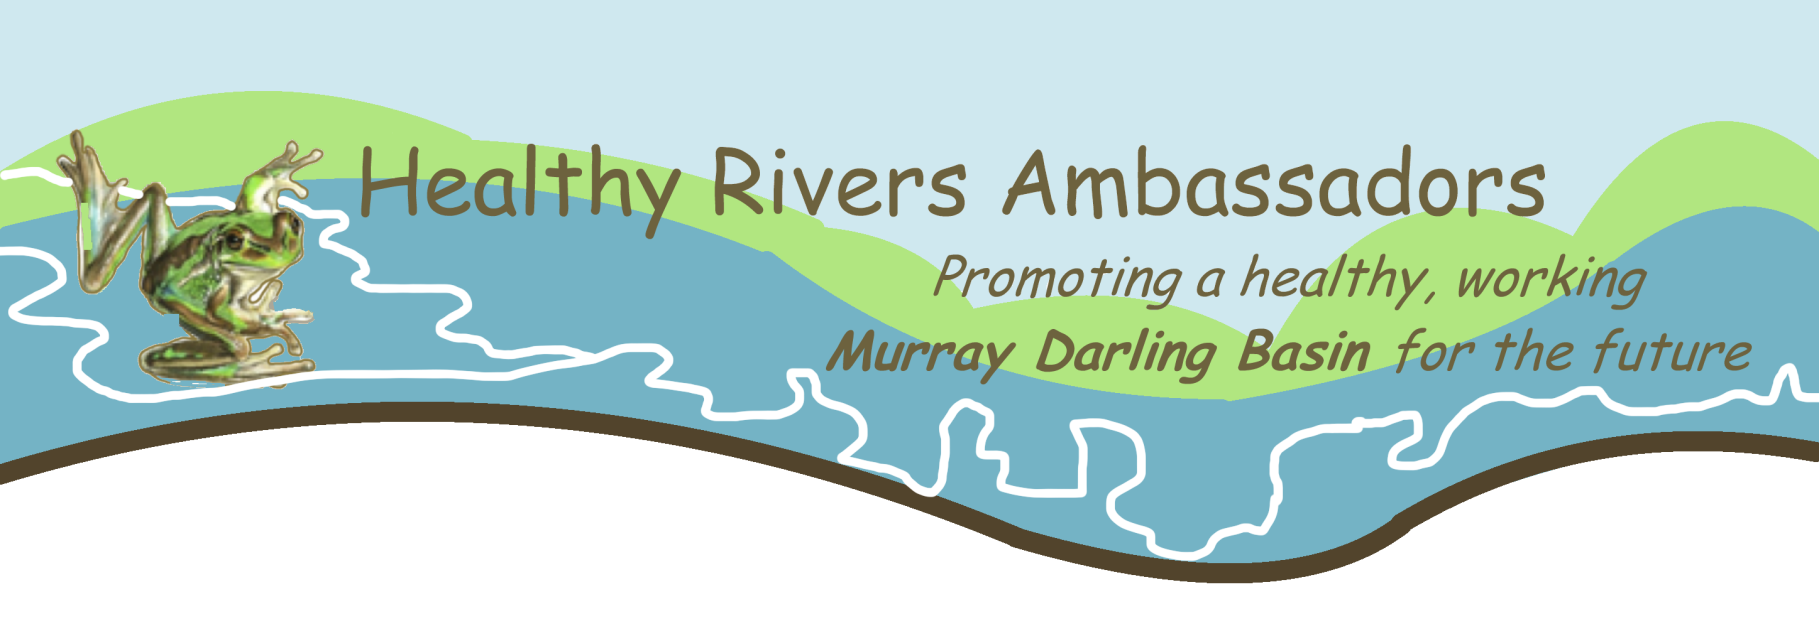 Healthy Rivers Ambassadors
Promoting a healthy, working
Murray Darling Basin for the future